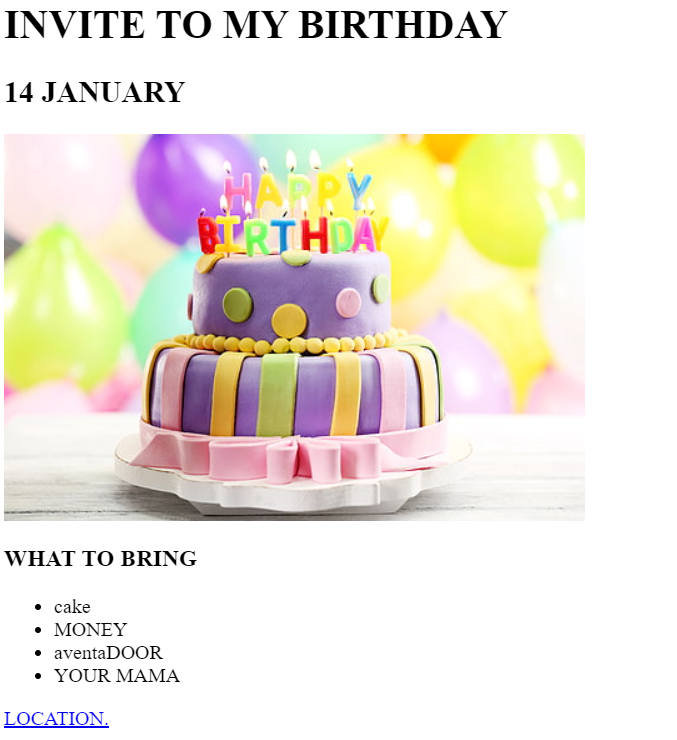 INVITE TO MY BIRTHDAY
14 JANUARY
HAPPY
BIRTHDAY
WHAT TO BRING
cake
MONEY
aventaDOOR
YOUR MAMA
LOCATION.